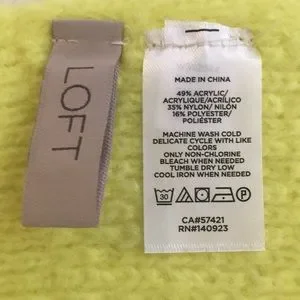 LOFT
MADE IN CHINA
49% ACRYLIC/
ACRYLIQUE/ACRÍLICO
35% NYLON/ NILÓN
16% POLYESTER/
POLIÉSTER
MACHINE WASH COLD
DELICATE CYCLE WITH LIKE
COLORS
ONLY NON-CHLORINE
BLEACH WHEN NEEDED
TUMBLE DRY LOW
COOL IRON WHEN NEEDED
30 P
CA#57421
RN#140923